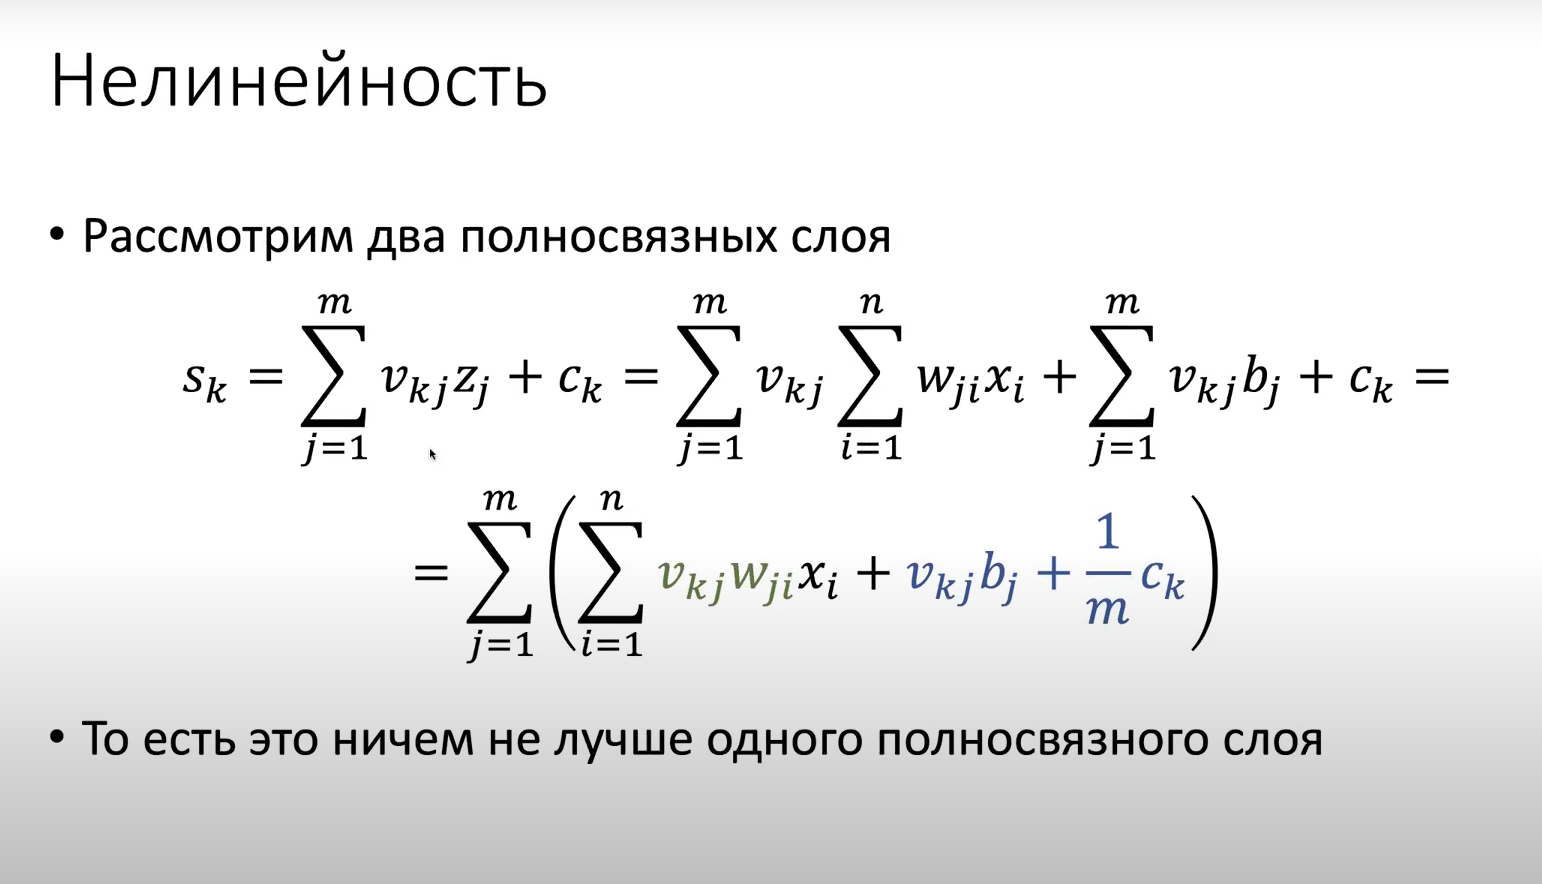 Нелинейность
• Рассмотрим два полносвязных слоя
$s_k = \sum_{j=1}^{m} v_{kj} z_j + c_k = \sum_{j=1}^{m} v_{kj} \sum_{i=1}^{n} w_{ji} x_i + \sum_{j=1}^{m} v_{kj} b_j + c_k =$
$= \sum_{j=1}^{m} \left( \sum_{i=1}^{n} v_{kj} w_{ji} x_i + v_{kj} b_j + \frac{1}{m} c_k \right)$
• То есть это ничем не лучше одного полносвязного слоя